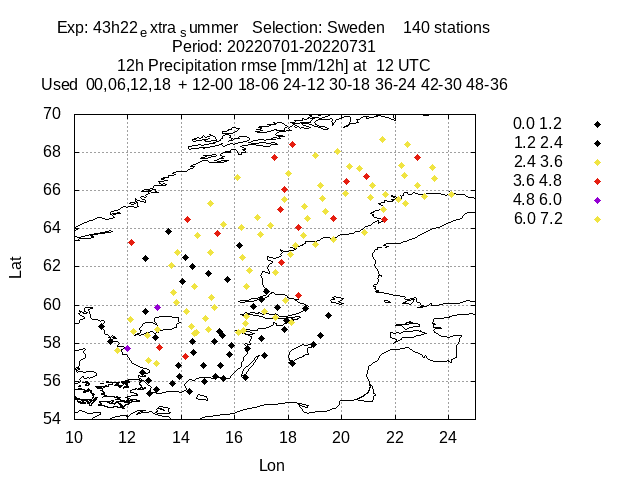 Exp: 43h22 e xtra s ummer Selection: Sweden 140 stations
Period: 20220701-20220731
12h Precipitation rmse [mm/12h] at 12 UTC
Used 00,06,12,18 + 12-00 18-06 24-12 30-18 36-24 42-30 48-36
70
68
66
64
62
60
58
56
54
Lat
10 12 14 16 18 20 22 24
Lon
0.0 1.2
1.2 2.4
2.4 3.6
3.6 4.8
4.8 6.0
6.0 7.2